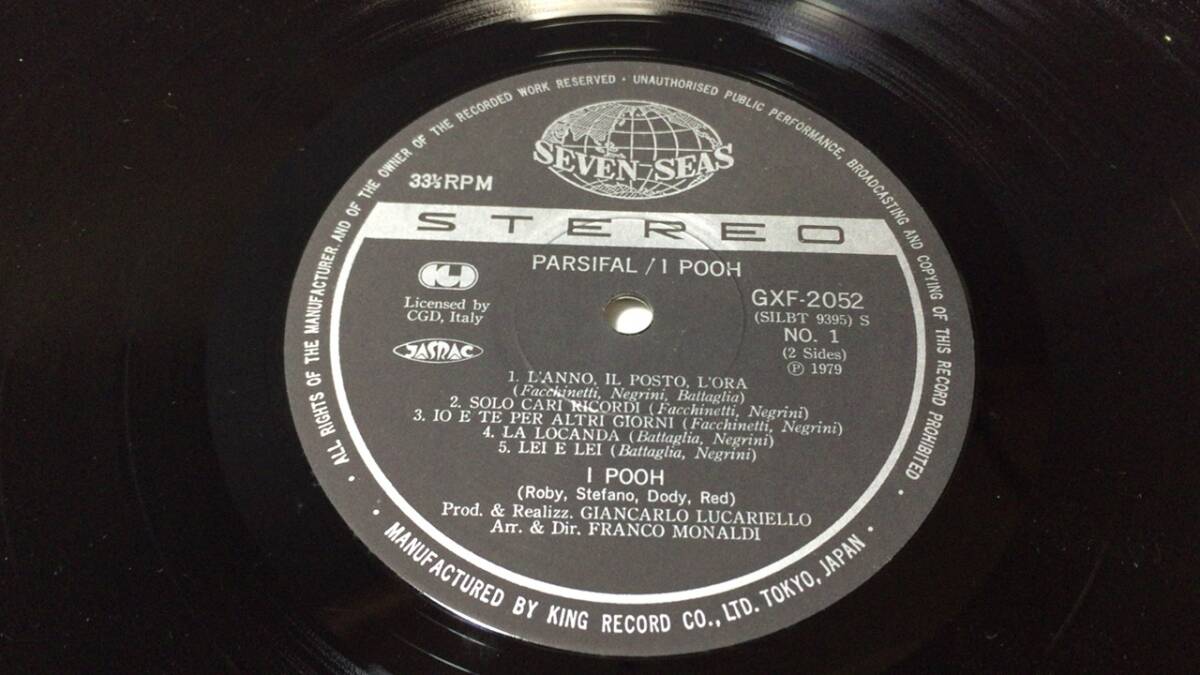 ALL RIGHTS OF THE MANUFACTURER, AND OF THE OWNER OF THE RECORDED WORK RESERVED · UNAUTHORISED PUBLIC PERFORMANCE, BROADCASTING AND COPYING OF THIS RECORD PROHIBITED
SEVEN SEAS
33⅓RPM
STEREO
PARSIFAL / I POOH
Licensed by
CGD, Italy
JASRAC
GXF-2052
(SILBT 9395) S
NO. 1
(2 Sides)
Ⓟ 1979
1. L'ANNO, IL POSTO, L'ORA
(Facchinetti, Negrini, Battaglia)
2. SOLO CARI RICORDI (Facchinetti, Negrini)
3. IO E TE PER ALTRI GIORNI (Facchinetti, Negrini)
4. LA LOCANDA (Battaglia, Negrini)
5. LEI E LEI (Battaglia, Negrini)
I POOH
(Roby, Stefano, Dody, Red)
Prod. & Realizz. GIANCARLO LUCARIELLO
Arr. & Dir. FRANCO MONALDI
MANUFACTURED BY KING RECORD CO., LTD. TOKYO, JAPAN